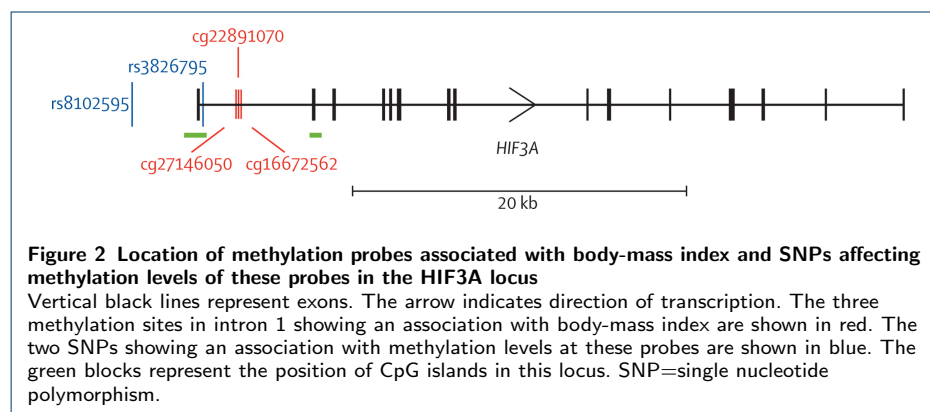 cg22891070
rs3826795
rs8102595
cg27146050
cg16672562
HIF3A
20 kb
Figure 2 Location of methylation probes associated with body-mass index and SNPs affecting
methylation levels of these probes in the HIF3A locus
Vertical black lines represent exons. The arrow indicates direction of transcription. The three
methylation sites in intron 1 showing an association with body-mass index are shown in red. The
two SNPs showing an association with methylation levels at these probes are shown in blue. The
green blocks represent the position of CpG islands in this locus. SNP=single nucleotide
polymorphism.